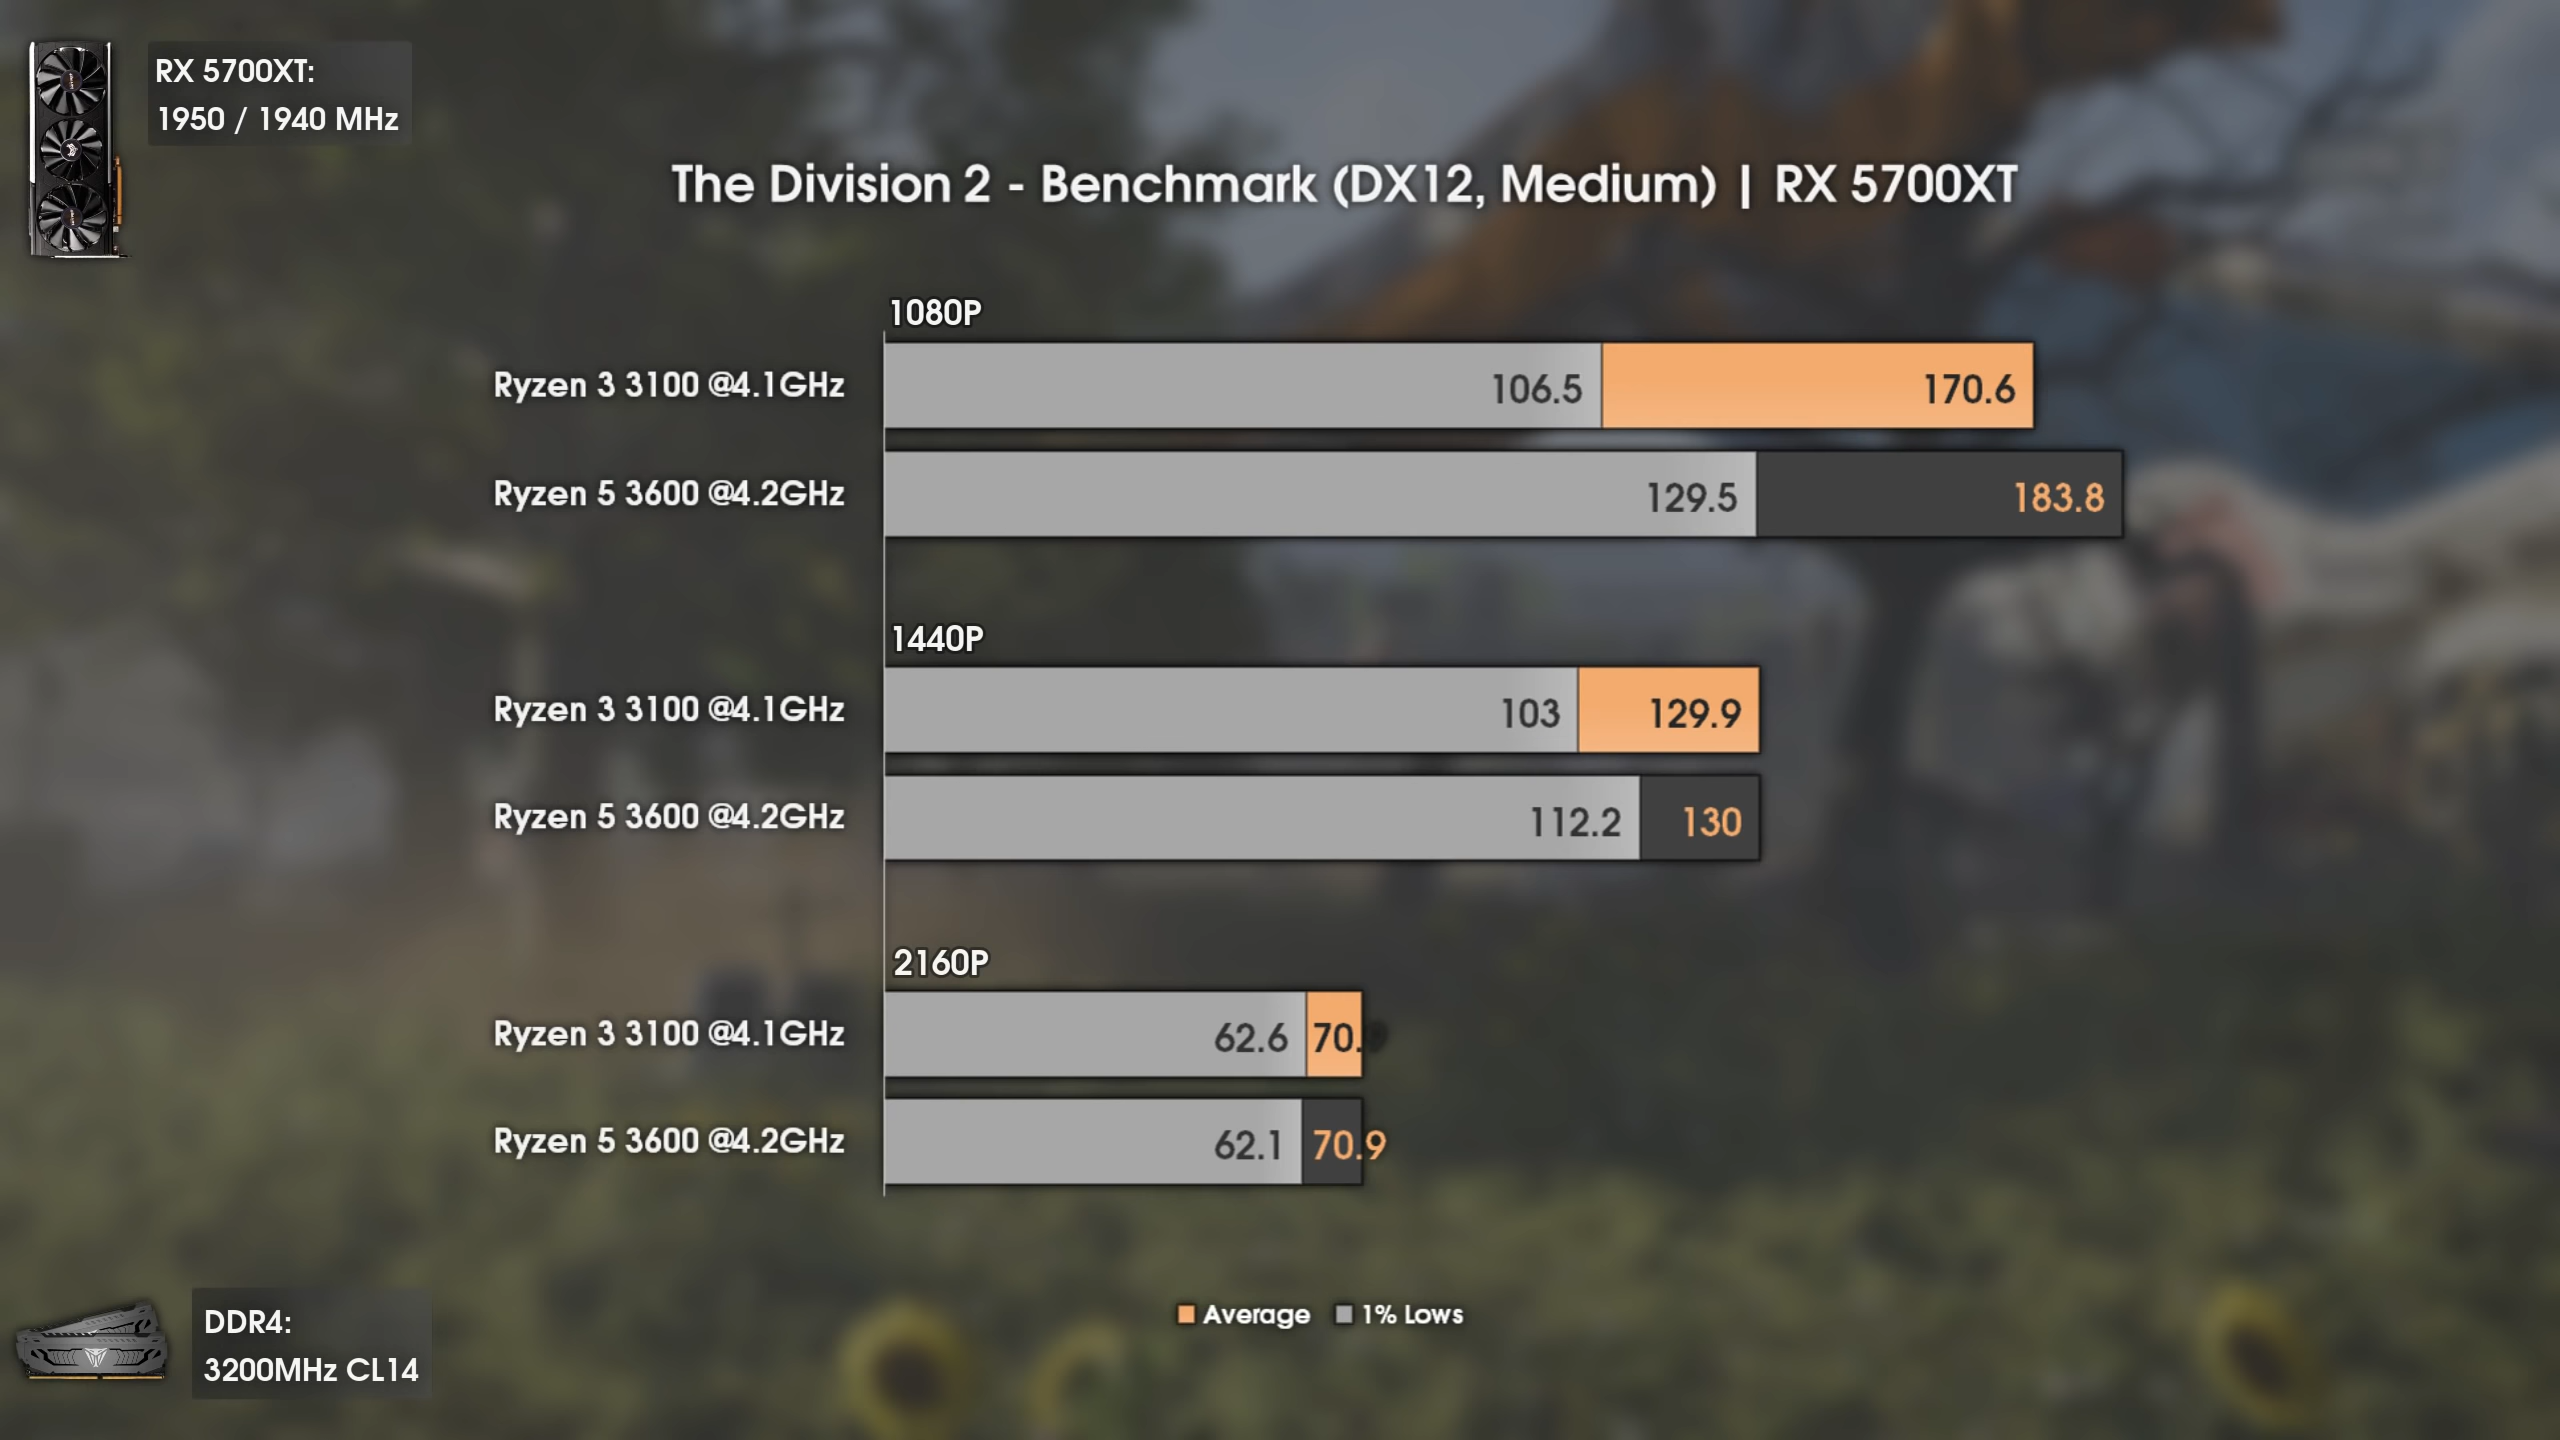 RX 5700XT:
1950 / 1940 MHz
The Division 2 - Benchmark (DX12, Medium) | RX 5700XT
1080P
Ryzen 3 3100 @4.1GHz 106.5 170.6
Ryzen 5 3600 @4.2GHz 129.5 183.8
1440P
Ryzen 3 3100 @4.1GHz 103 129.9
Ryzen 5 3600 @4.2GHz 112.2 130
2160P
Ryzen 3 3100 @4.1GHz 62.6
Ryzen 5 3600 @4.2GHz 62.1 70.9
Average 1% Lows
DDR4:
3200MHz CL14